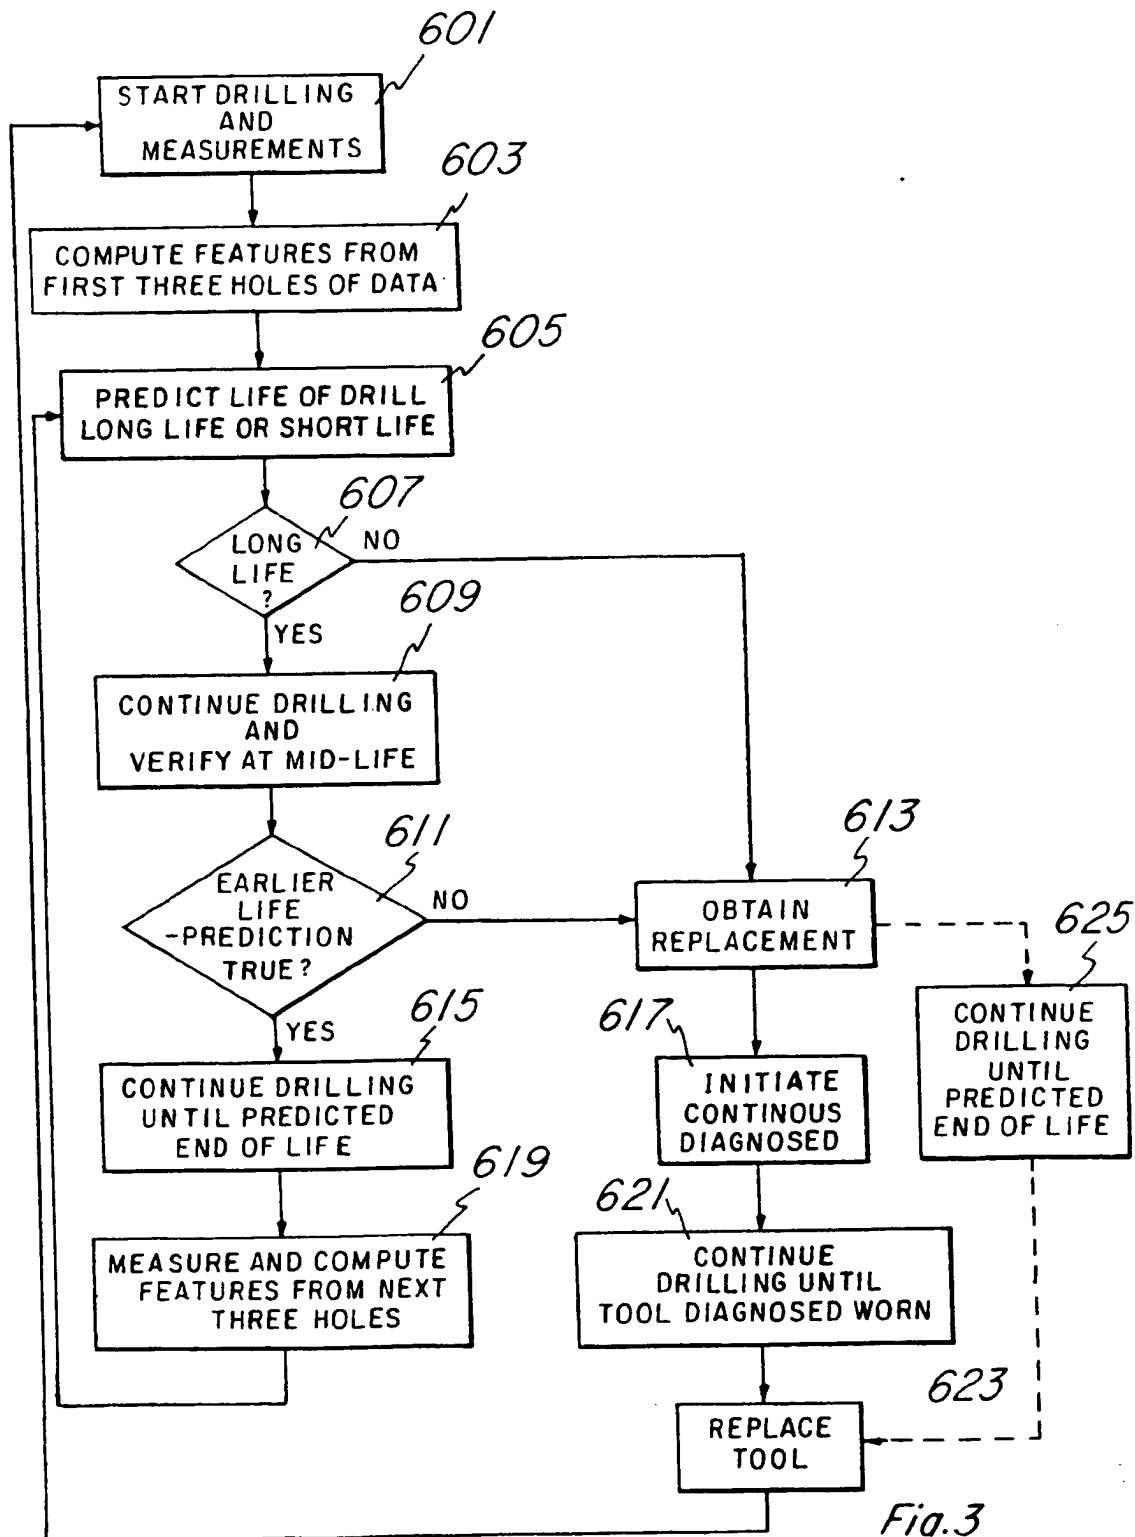 601
START DRILLING
AND
MEASUREMENTS
603
COMPUTE FEATURES FROM
FIRST THREE HOLES OF DATA
605
PREDICT LIFE OF DRILL
LONG LIFE OR SHORT LIFE
607
LONG
LIFE
?
NO
YES
609
CONTINUE DRILLING
AND
VERIFY AT MID-LIFE
611
EARLIER
LIFE
-PREDICTION
TRUE?
NO
YES
613
OBTAIN
REPLACEMENT
615
CONTINUE DRILLING
UNTIL PREDICTED
END OF LIFE
617
INITIATE
CONTINOUS
DIAGNOSED
625
CONTINUE
DRILLING
UNTIL
PREDICTED
END OF LIFE
619
MEASURE AND COMPUTE
FEATURES FROM NEXT
THREE HOLES
621
CONTINUE
DRILLING UNTIL
TOOL DIAGNOSED WORN
623
REPLACE
TOOL
Fig.3